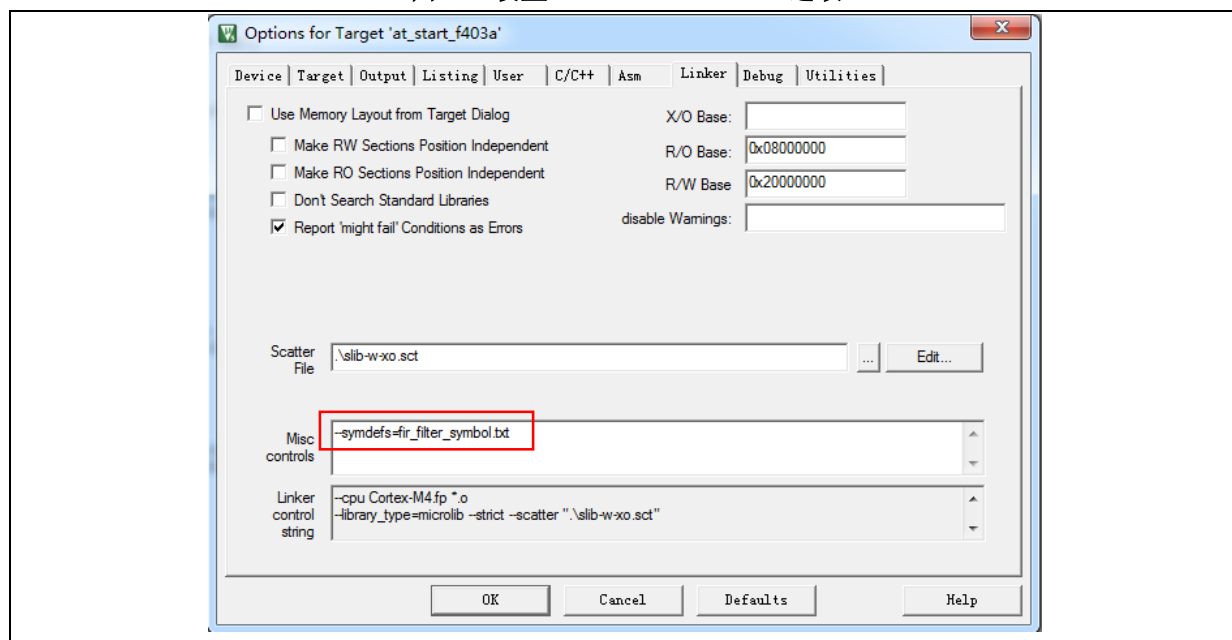 Options for Target 'at_start_f403a'
Device Target Output Listing User C/C++ Asm Linker Debug Utilities
Use Memory Layout from Target Dialog
X/O Base:
Make RW Sections Position Independent
R/O Base: 0x08000000
Make RO Sections Position Independent
R/W Base 0x20000000
Don't Search Standard Libraries
disable Warnings:
Report 'might fail' Conditions as Errors
Scatter File
.\slib-w-xo.sct
... Edit...
Misc controls
--symdefs=fir_filter_symbol.txt
Linker control string
--cpu Cortex-M4.fp *.o
--library_type=microlib --strict --scatter ".\slib-w-xo.sct"
OK Cancel Defaults Help